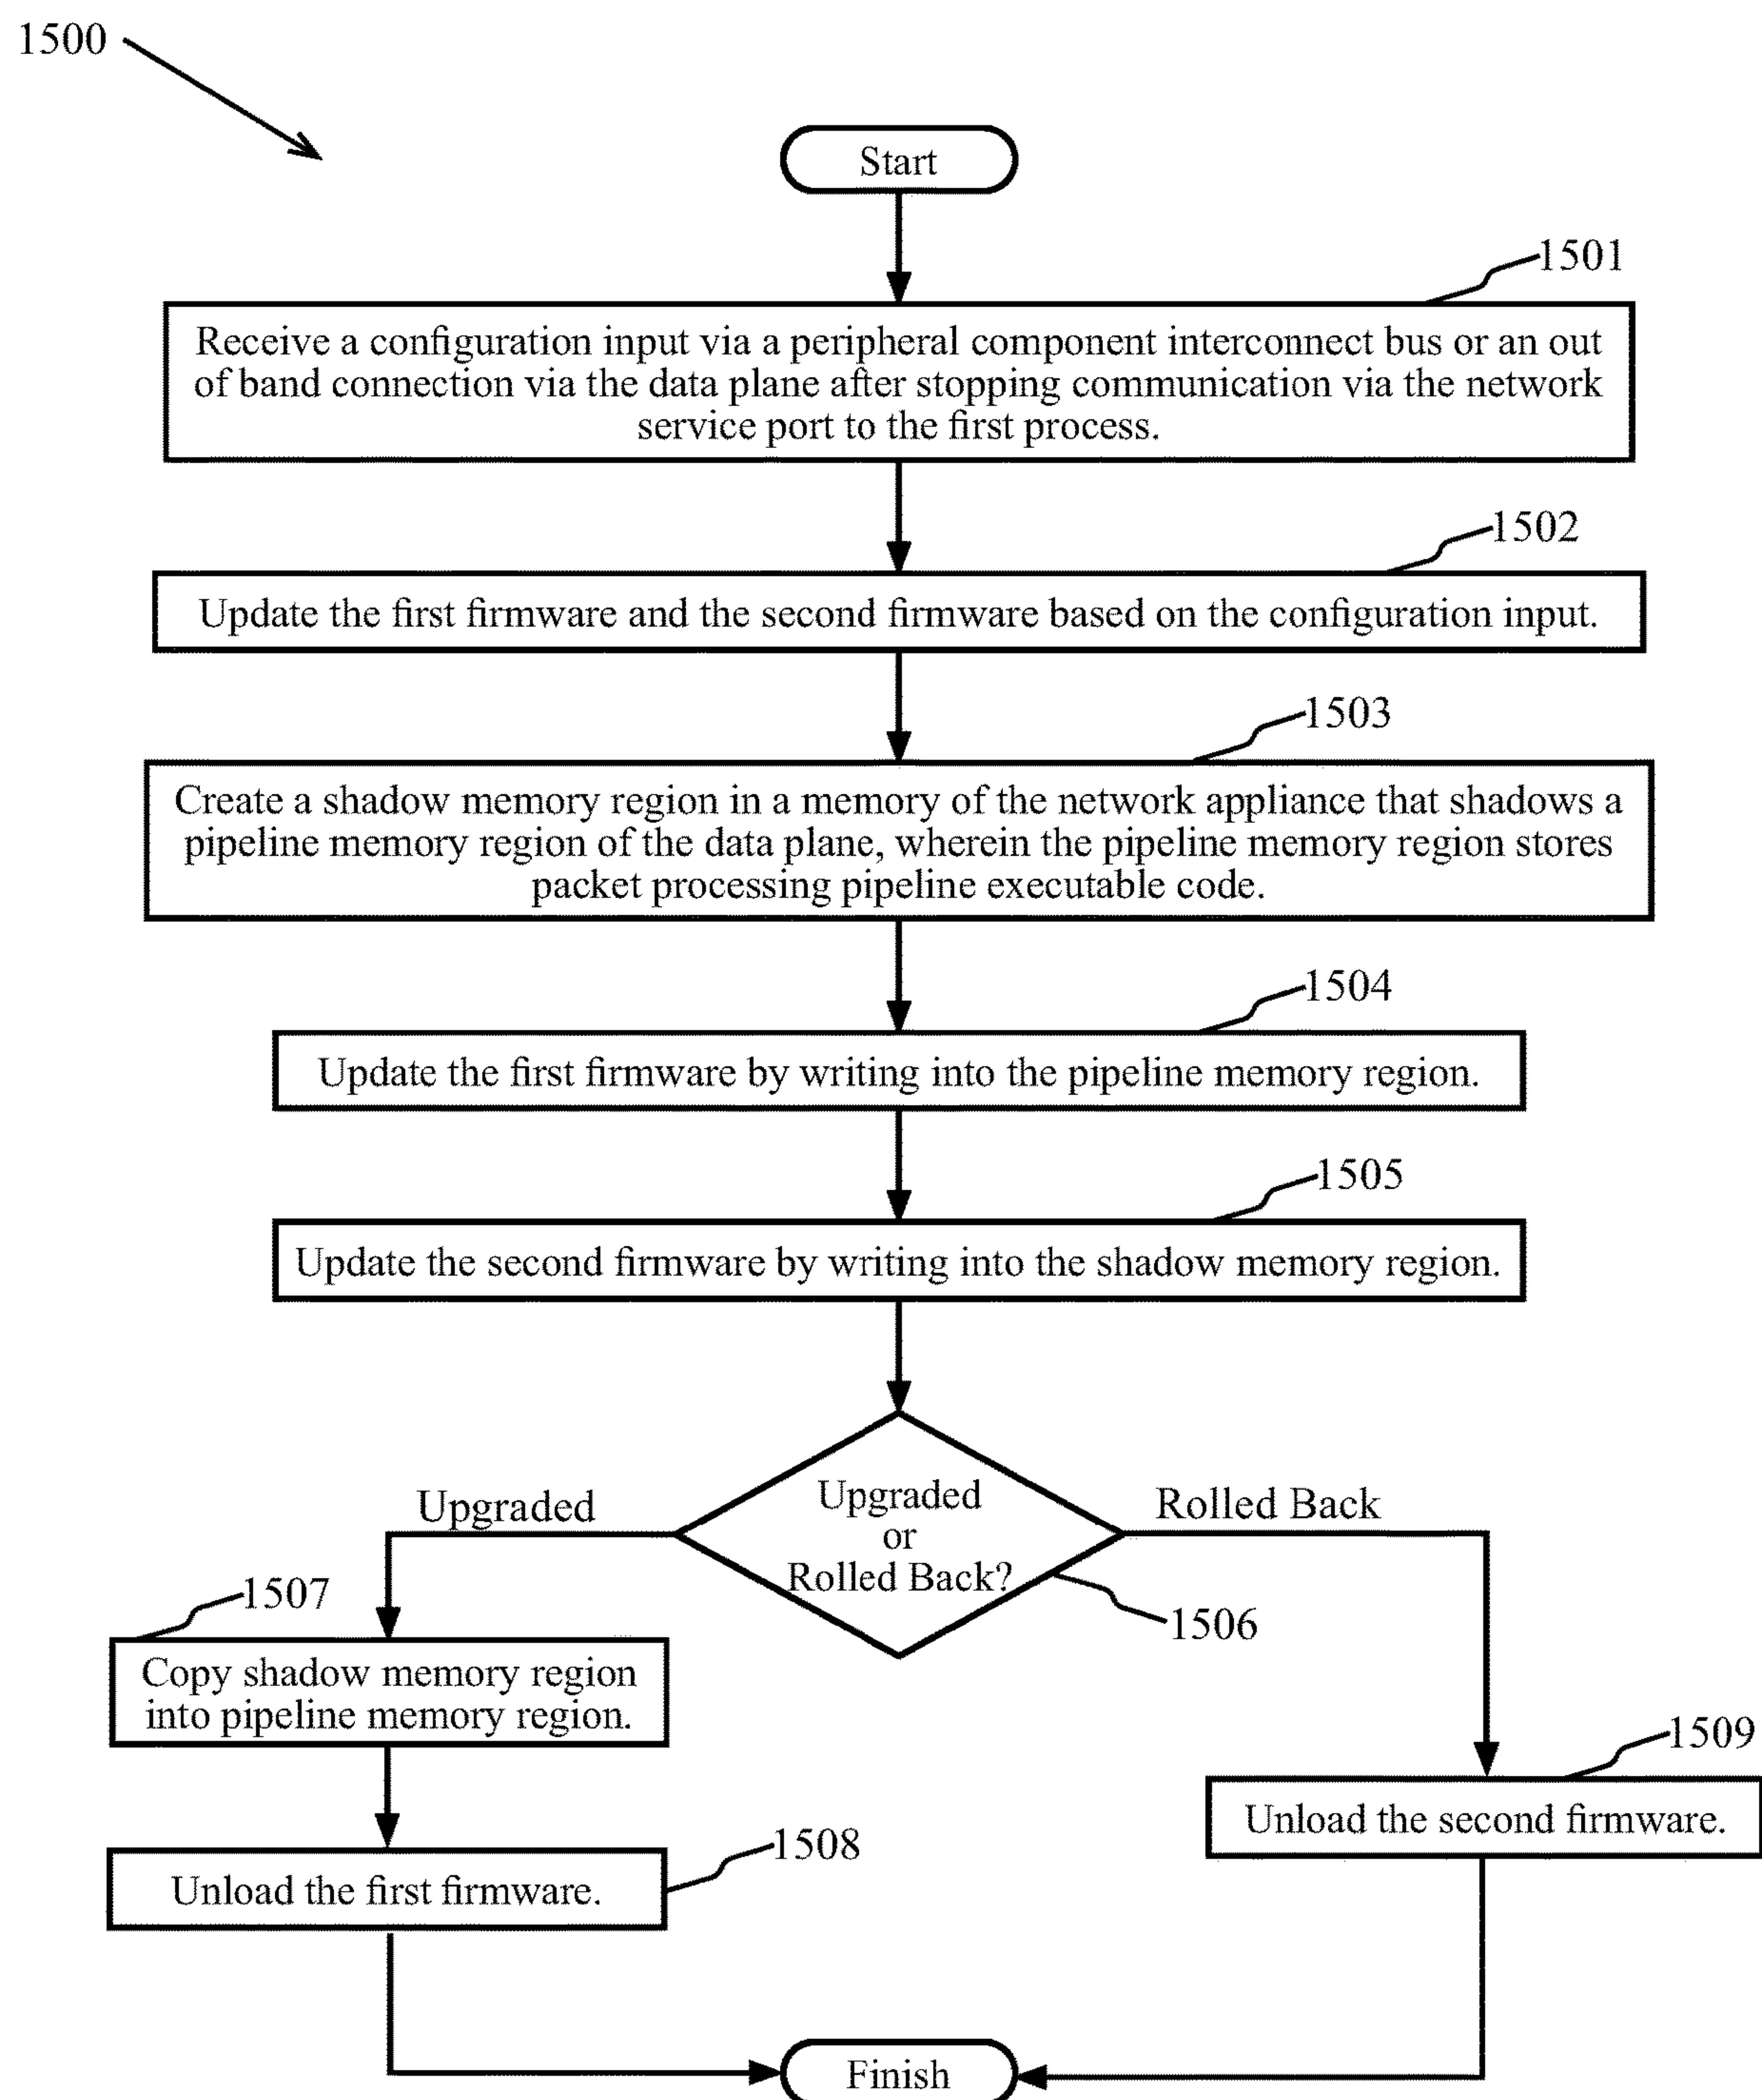 1500
Start
1501
Receive a configuration input via a peripheral component interconnect bus or an out
of band connection via the data plane after stopping communication via the network
service port to the first process.
1502
Update the first firmware and the second firmware based on the configuration input.
1503
Create a shadow memory region in a memory of the network appliance that shadows a
pipeline memory region of the data plane, wherein the pipeline memory region stores
packet processing pipeline executable code.
1504
Update the first firmware by writing into the pipeline memory region.
1505
Update the second firmware by writing into the shadow memory region.
Upgraded
Upgraded
or
Rolled Back?
Rolled Back
1506
1507
Copy shadow memory region
into pipeline memory region.
1508
Unload the first firmware.
1509
Unload the second firmware.
Finish